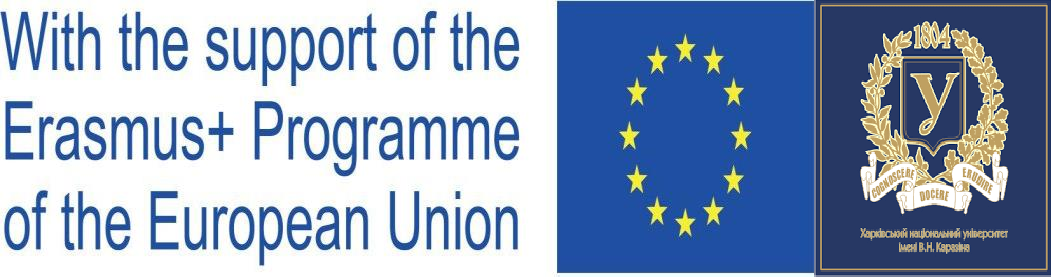 With the support of the
Erasmus+ Programme
of the European Union
1804
У
COGNOSCERE
DOCERE
ERUDIRE
Харківський національний університет
імені В.Н. Каразіна